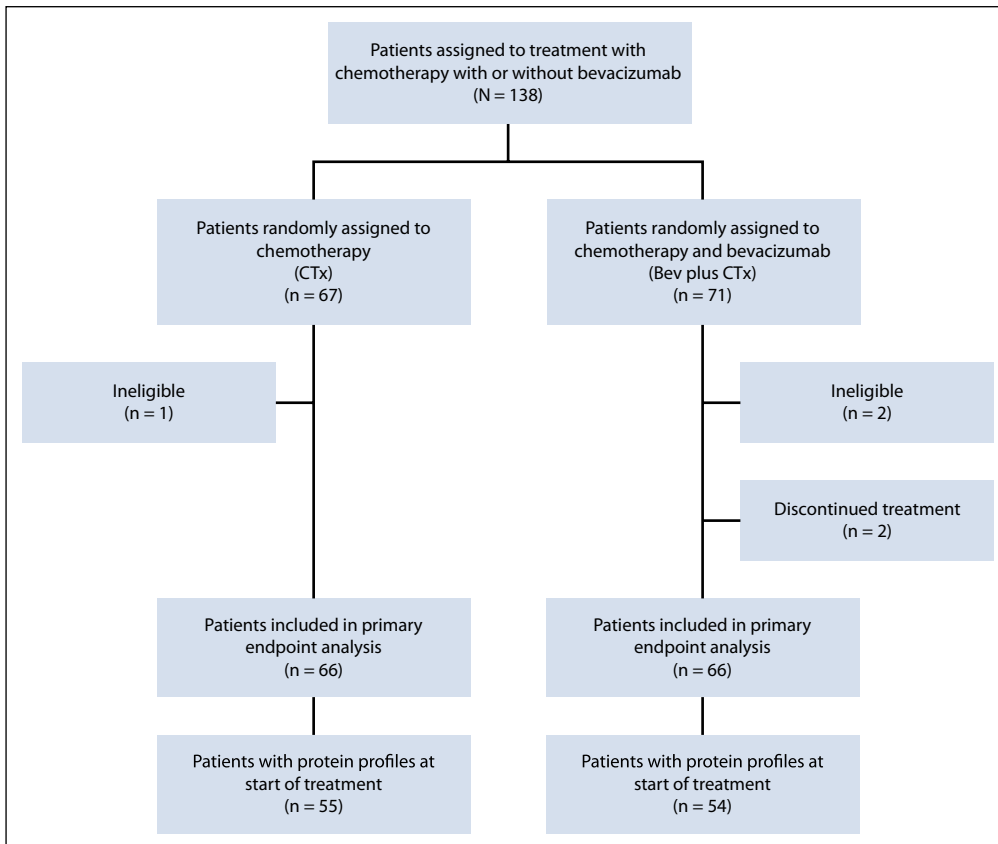 Patients assigned to treatment with
chemotherapy with or without bevacizumab
(N = 138)
Patients randomly assigned to
chemotherapy
(CTx)
(n = 67)
Patients randomly assigned to
chemotherapy and bevacizumab
(Bev plus CTx)
(n = 71)
Ineligible
(n = 1)
Ineligible
(n = 2)
Discontinued treatment
(n = 2)
Patients included in primary
endpoint analysis
(n = 66)
Patients included in primary
endpoint analysis
(n = 66)
Patients with protein profiles at
start of treatment
(n = 55)
Patients with protein profiles at
start of treatment
(n = 54)